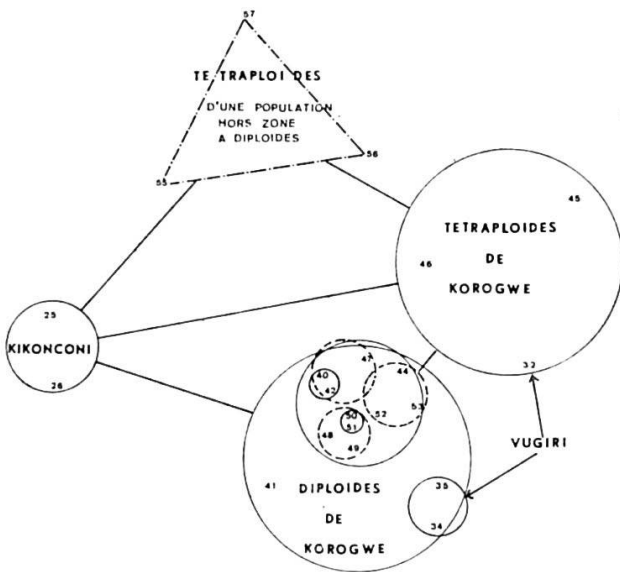 57
TETRAPLOIDES
D'UNE POPULATION
HORS ZONE
A DIPLOIDES
56
55
45
TETRAPLOIDES
46
DE
KOROGWE
25
KIKONCONI
26
32
47
44
40
42
53
50
52
51
48
49
VUGIRI
41
35
DIPLOIDES
34
DE
KOROGWE